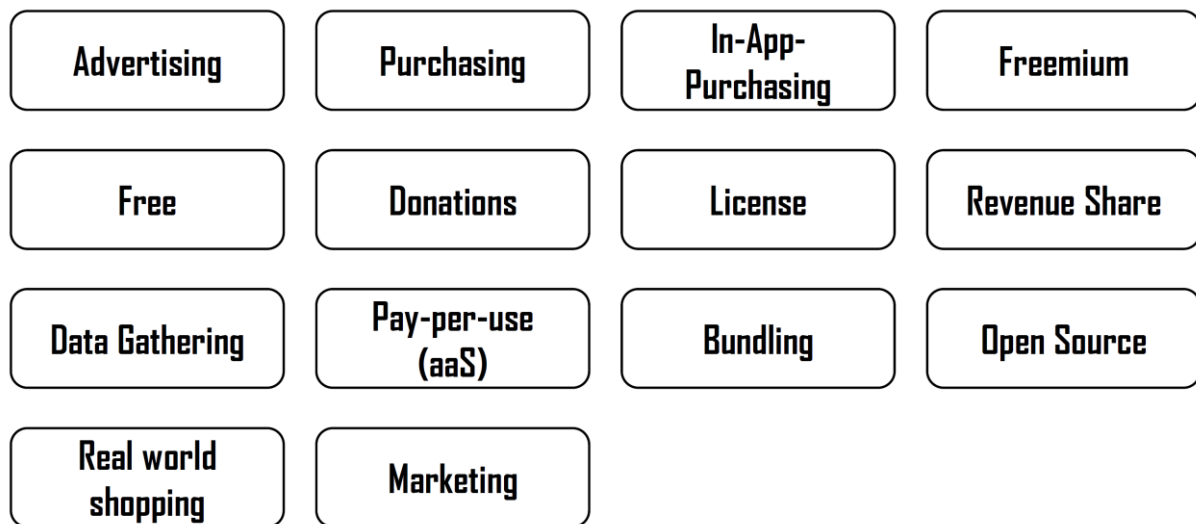 Advertising
Purchasing
In-App-
Purchasing
Freemium
Free
Donations
License
Revenue Share
Data Gathering
Pay-per-use
(aaS)
Bundling
Open Source
Real world
shopping
Marketing